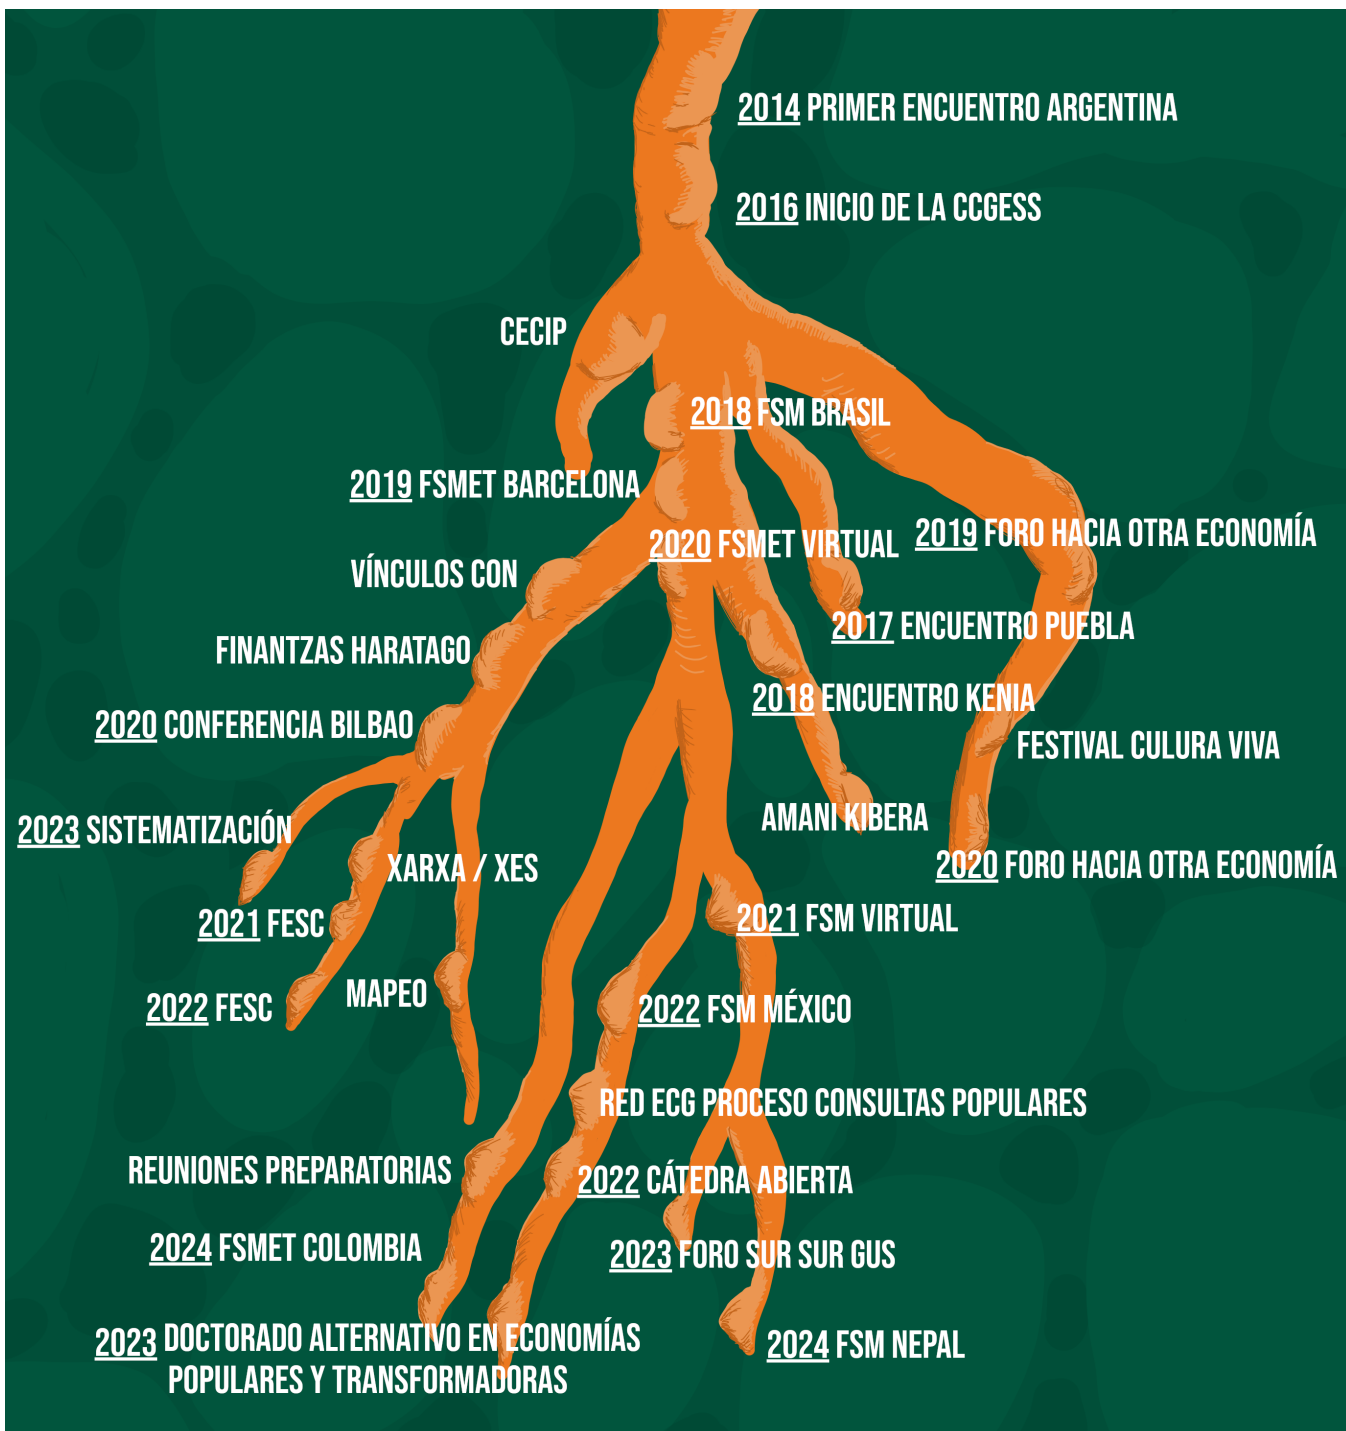 2014 PRIMER ENCUENTRO ARGENTINA
2016 INICIO DE LA CCGESS
CECIP
2018 FSM BRASIL
2019 FSMET BARCELONA
2020 FSMET VIRTUAL
2019 FORO HACIA OTRA ECONOMÍA
VÍNCULOS CON
2017 ENCUENTRO PUEBLA
FINANTZAS HARATAGO
2018 ENCUENTRO KENIA
2020 CONFERENCIA BILBAO
FESTIVAL CULURA VIVA
AMANI KIBERA
2023 SISTEMATIZACIÓN
XARXA / XES
2020 FORO HACIA OTRA ECONOMÍA
2021 FESC
2021 FSM VIRTUAL
MAPEO
2022 FESC
2022 FSM MÉXICO
RED ECG PROCESO CONSULTAS POPULARES
REUNIONES PREPARATORIAS
2022 CÁTEDRA ABIERTA
2024 FSMET COLOMBIA
2023 FORO SUR SUR GUS
2023 DOCTORADO ALTERNATIVO EN ECONOMÍAS
POPULARES Y TRANSFORMADORAS
2024 FSM NEPAL